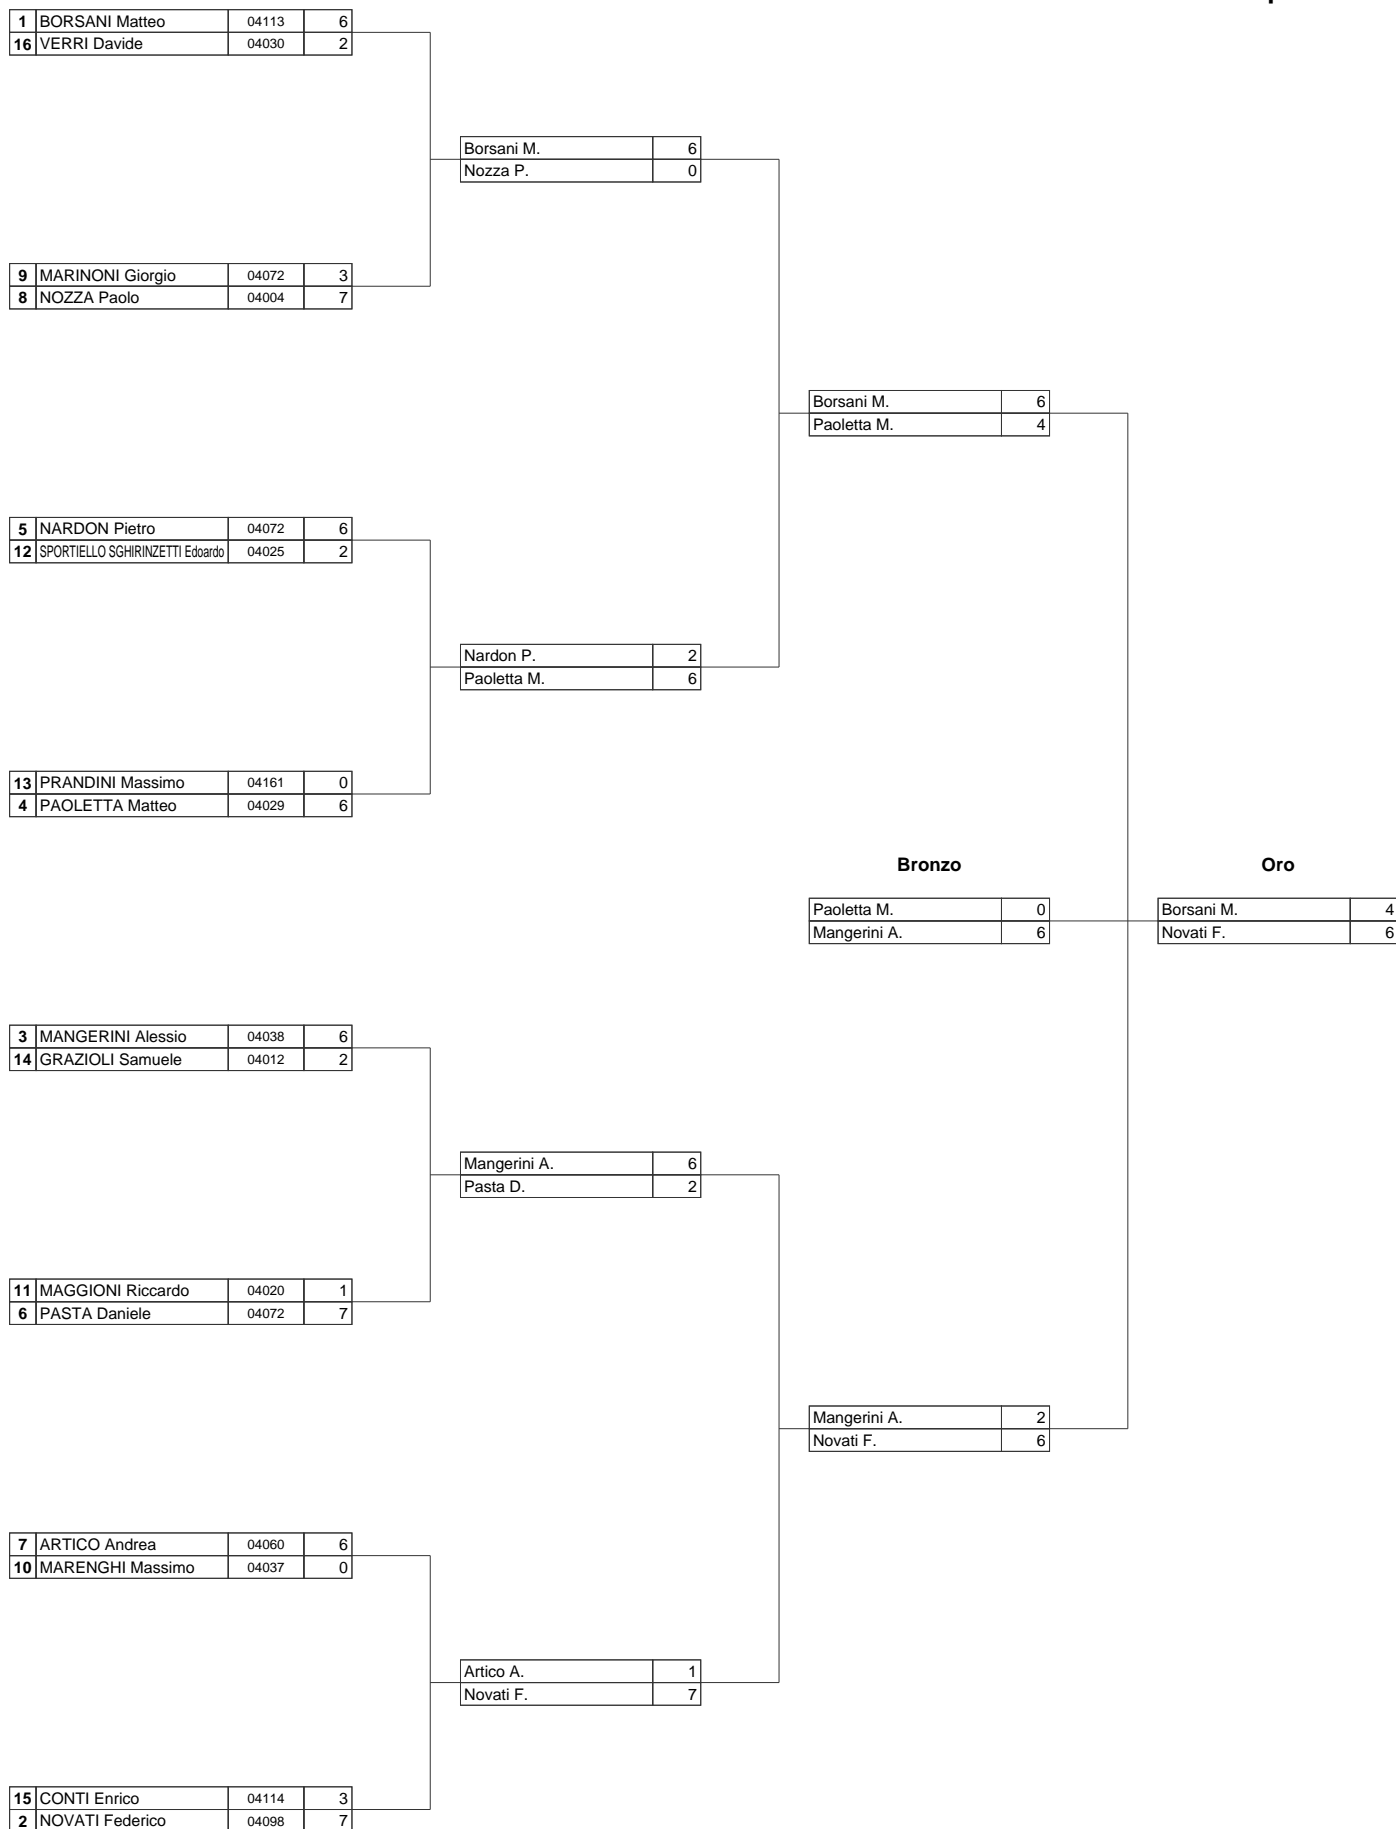 1 BORSANI Matteo 04113 6
16 VERRI Davide 04030 2
Borsani M. 6
Nozza P. 0
9 MARINONI Giorgio 04072 3
8 NOZZA Paolo 04004 7
Borsani M. 6
Paoletta M. 4
5 NARDON Pietro 04072 6
12 SPORTIELLO SGHIRINZETTI Edoardo 04025 2
Nardon P. 2
Paoletta M. 6
13 PRANDINI Massimo 04161 0
4 PAOLETTA Matteo 04029 6
Bronzo Oro
Paoletta M. 0 Borsani M. 4
Mangerini A. 6 Novati F. 6
3 MANGERINI Alessio 04038 6
14 GRAZIOLI Samuele 04012 2
Mangerini A. 6
Pasta D. 2
11 MAGGIONI Riccardo 04020 1
6 PASTA Daniele 04072 7
Mangerini A. 2
Novati F. 6
7 ARTICO Andrea 04060 6
10 MARENGHI Massimo 04037 0
Artico A. 1
Novati F. 7
15 CONTI Enrico 04114 3
2 NOVATI Federico 04098 7